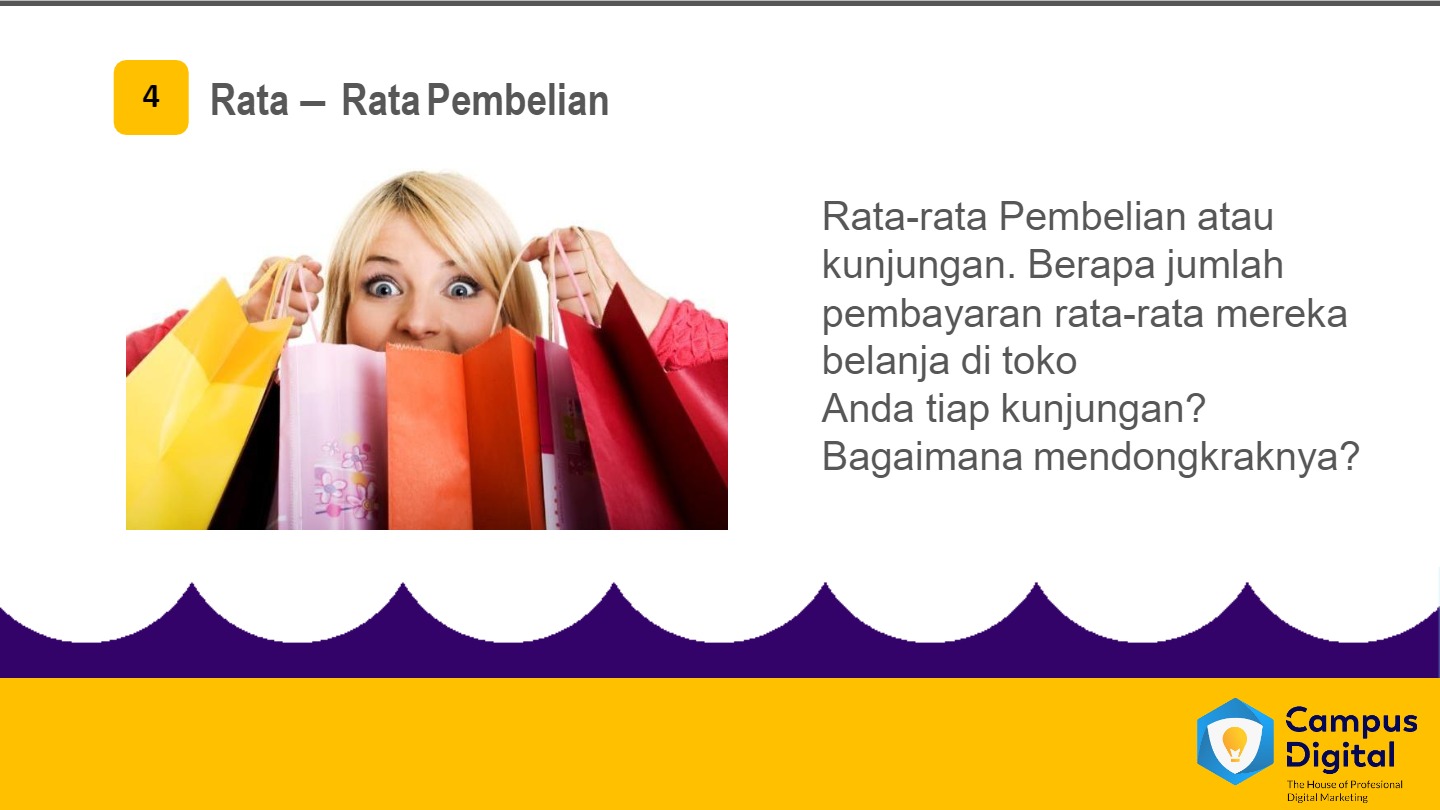 4
Rata – Rata Pembelian
Rata-rata Pembelian atau
kunjungan. Berapa jumlah
pembayaran rata-rata mereka
belanja di toko
Anda tiap kunjungan?
Bagaimana mendongkraknya?
Campus
Digital
The House of Profesional
Digital Marketing